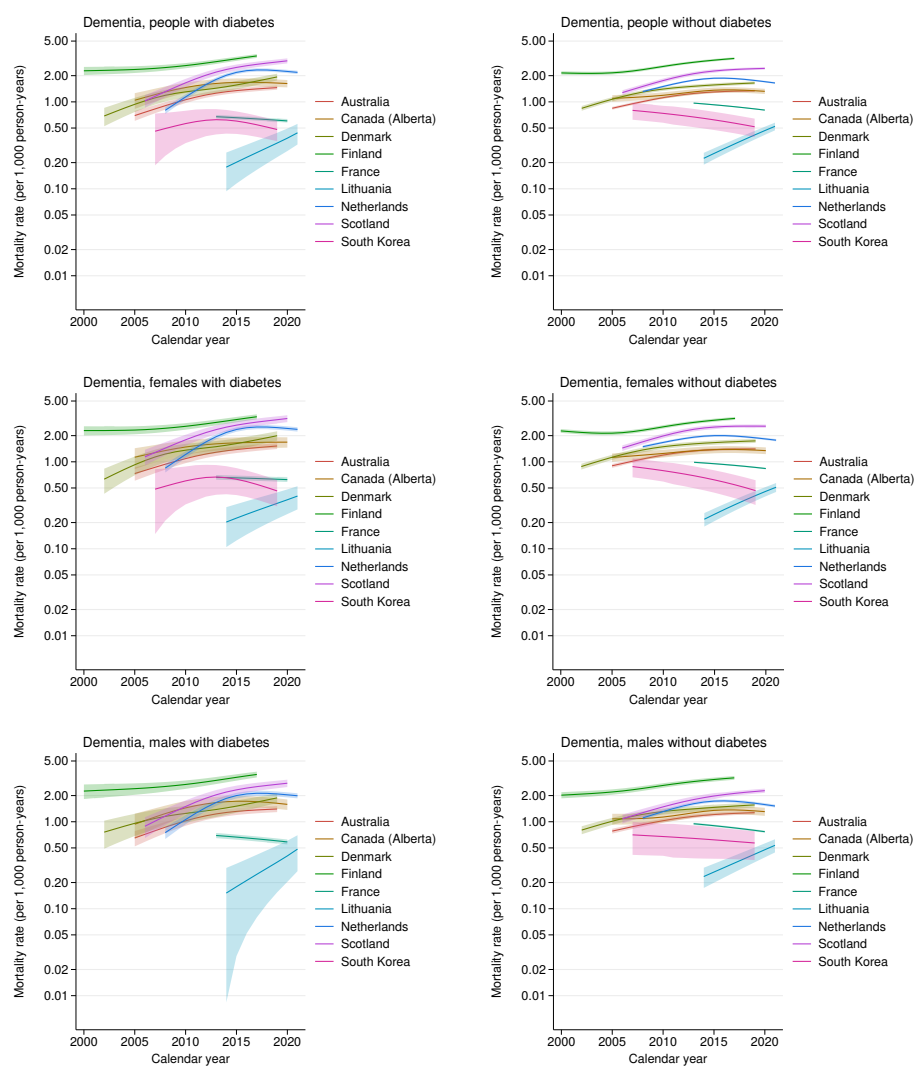 Dementia, people with diabetes
Mortality rate (per 1,000 person-years)
5.00
2.00
1.00
0.50
0.20
0.10
0.05
0.02
0.01
2000 2005 2010 2015 2020
Calendar year
Australia
Canada (Alberta)
Denmark
Finland
France
Lithuania
Netherlands
Scotland
South Korea
Dementia, people without diabetes
Mortality rate (per 1,000 person-years)
5.00
2.00
1.00
0.50
0.20
0.10
0.05
0.02
0.01
2000 2005 2010 2015 2020
Calendar year
Australia
Canada (Alberta)
Denmark
Finland
France
Lithuania
Netherlands
Scotland
South Korea
Dementia, females with diabetes
Mortality rate (per 1,000 person-years)
5.00
2.00
1.00
0.50
0.20
0.10
0.05
0.02
0.01
2000 2005 2010 2015 2020
Calendar year
Australia
Canada (Alberta)
Denmark
Finland
France
Lithuania
Netherlands
Scotland
South Korea
Dementia, females without diabetes
Mortality rate (per 1,000 person-years)
5.00
2.00
1.00
0.50
0.20
0.10
0.05
0.02
0.01
2000 2005 2010 2015 2020
Calendar year
Australia
Canada (Alberta)
Denmark
Finland
France
Lithuania
Netherlands
Scotland
South Korea
Dementia, males with diabetes
Mortality rate (per 1,000 person-years)
5.00
2.00
1.00
0.50
0.20
0.10
0.05
0.02
0.01
2000 2005 2010 2015 2020
Calendar year
Australia
Canada (Alberta)
Denmark
Finland
France
Lithuania
Netherlands
Scotland
South Korea
Dementia, males without diabetes
Mortality rate (per 1,000 person-years)
5.00
2.00
1.00
0.50
0.20
0.10
0.05
0.02
0.01
2000 2005 2010 2015 2020
Calendar year
Australia
Canada (Alberta)
Denmark
Finland
France
Lithuania
Netherlands
Scotland
South Korea